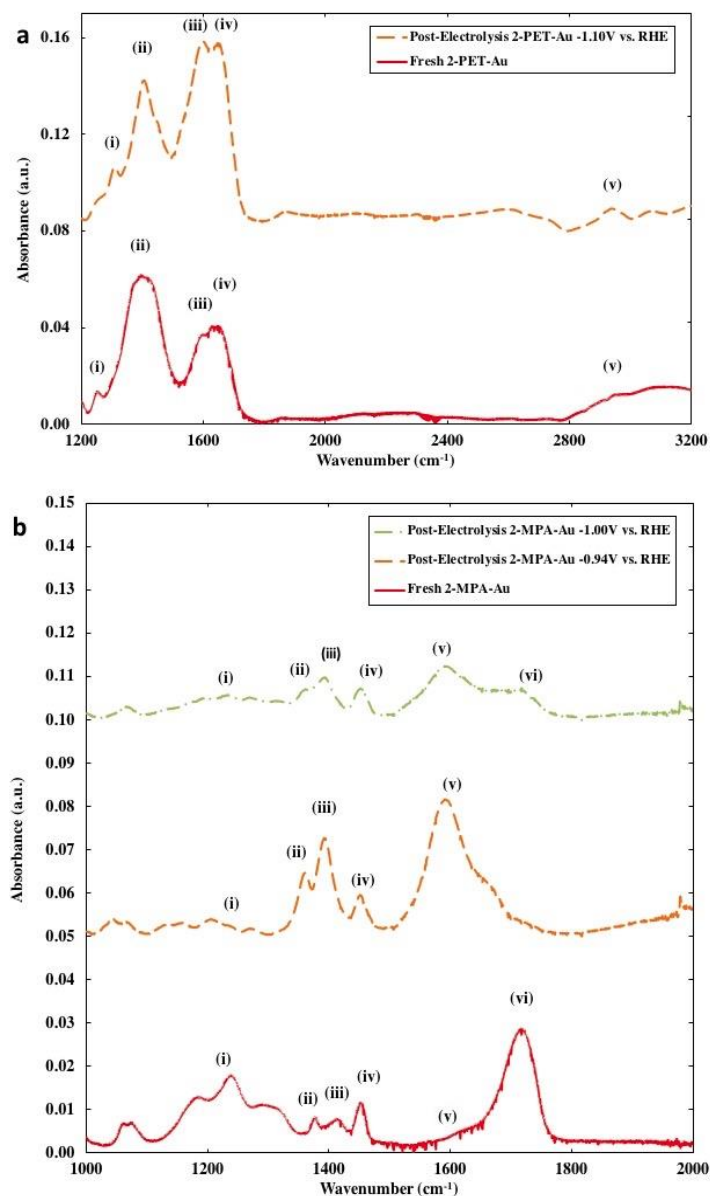 a
0.16
0.12
0.08
0.04
0.00
Absorbance (a.u.)
(i)
(ii)
(iii)
(iv)
(v)
Post-Electrolysis 2-PET-Au -1.10V vs. RHE
Fresh 2-PET-Au
(i)
(ii)
(iii)
(iv)
(v)
1200 1600 2000 2400 2800 3200
Wavenumber (cm⁻¹)
b
0.15
0.14
0.13
0.12
0.11
0.10
0.09
0.08
0.07
0.06
0.05
0.04
0.03
0.02
0.01
0.00
Absorbance (a.u.)
Post-Electrolysis 2-MPA-Au -1.00V vs. RHE
Post-Electrolysis 2-MPA-Au -0.94V vs. RHE
Fresh 2-MPA-Au
(i)
(ii)
(iii)
(iv)
(v)
(vi)
(i)
(ii)
(iii)
(iv)
(v)
(i)
(ii)
(iii)
(iv)
(v)
(vi)
1000 1200 1400 1600 1800 2000
Wavenumber (cm⁻¹)